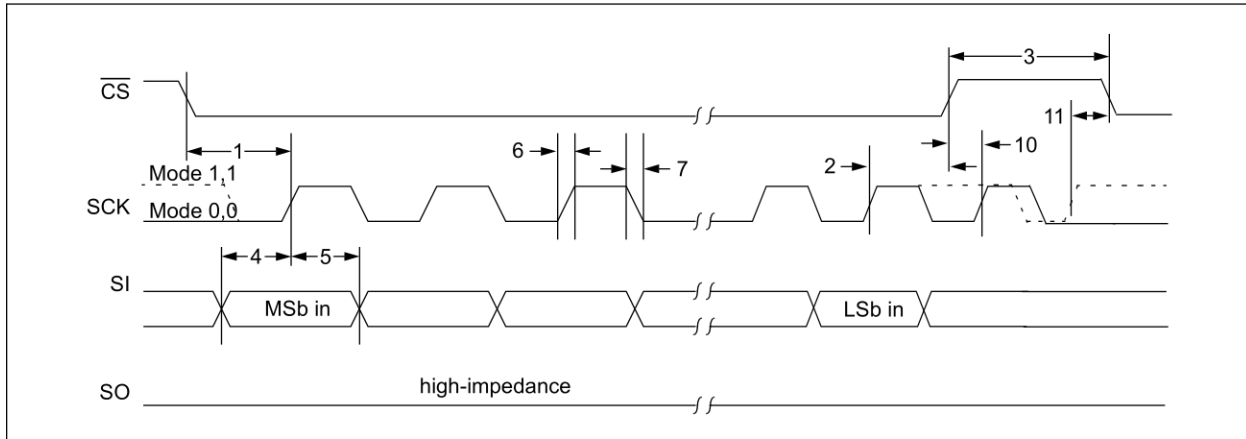 3
CS
11
1
6
2
10
7
Mode 1,1
SCK
Mode 0,0
4
5
SI
MSb in
LSb in
SO
high-impedance